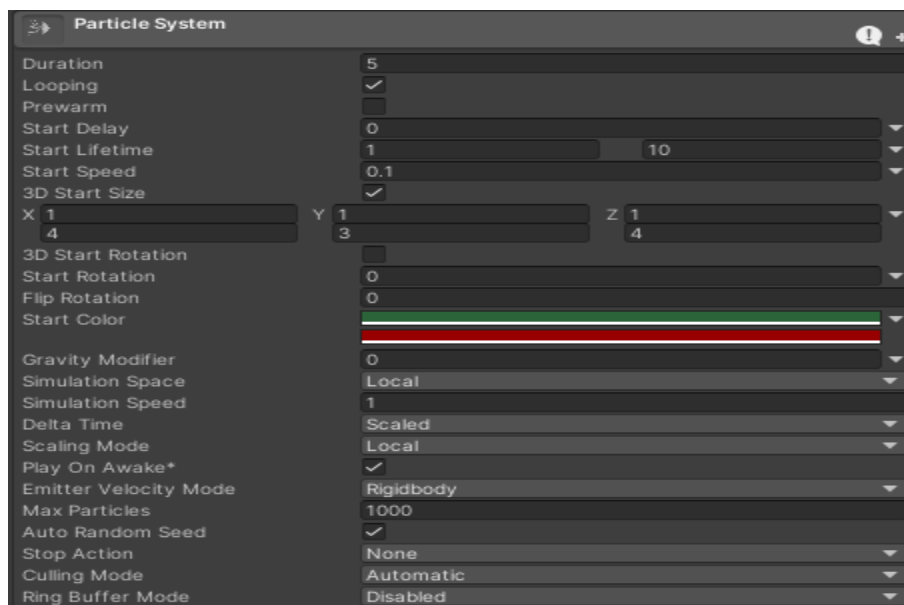 Particle System
Duration 5
Looping
Prewarm
Start Delay 0
Start Lifetime 1 10
Start Speed 0.1
3D Start Size
X 1 Y 1 Z 1
4 3 4
3D Start Rotation
Start Rotation 0
Flip Rotation 0
Start Color
Gravity Modifier 0
Simulation Space Local
Simulation Speed 1
Delta Time Scaled
Scaling Mode Local
Play On Awake*
Emitter Velocity Mode Rigidbody
Max Particles 1000
Auto Random Seed
Stop Action None
Culling Mode Automatic
Ring Buffer Mode Disabled